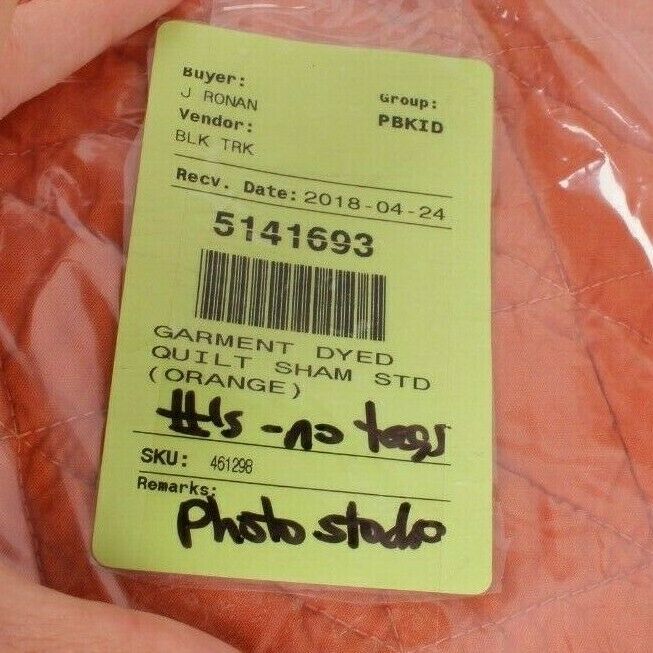 Buyer:
J RONAN
Group:
PBKID
Vendor:
BLK TRK
Recv. Date: 2018-04-24
5141693
GARMENT DYED
QUILT SHAM STD
(ORANGE)
- no tags
SKU: 461298
Remarks:
Photo studio